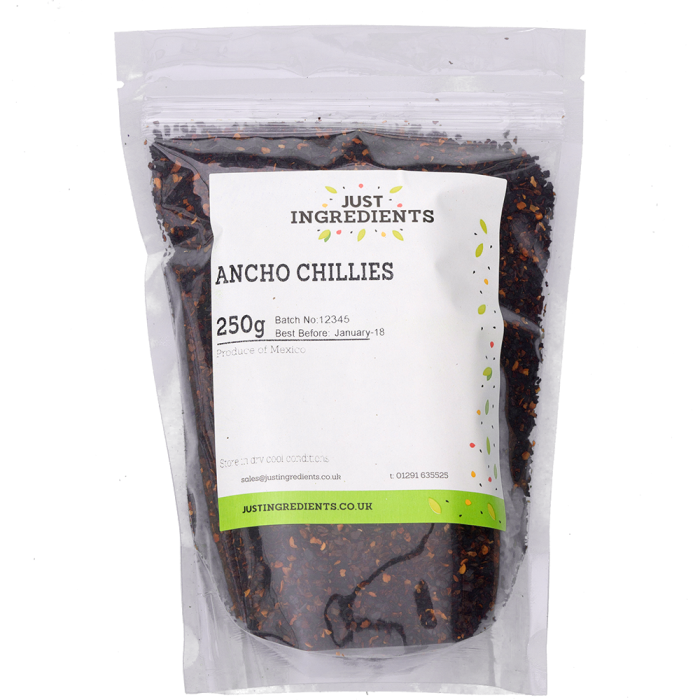 JUST
INGREDIENTS
ANCHO CHILLIES
250g
Batch No:12345
Best Before: January-18
Produce of Mexico
Store in dry cool conditions
sales@justingredients.co.uk
t: 01291 635525
JUSTINGREDIENTS.CO.UK